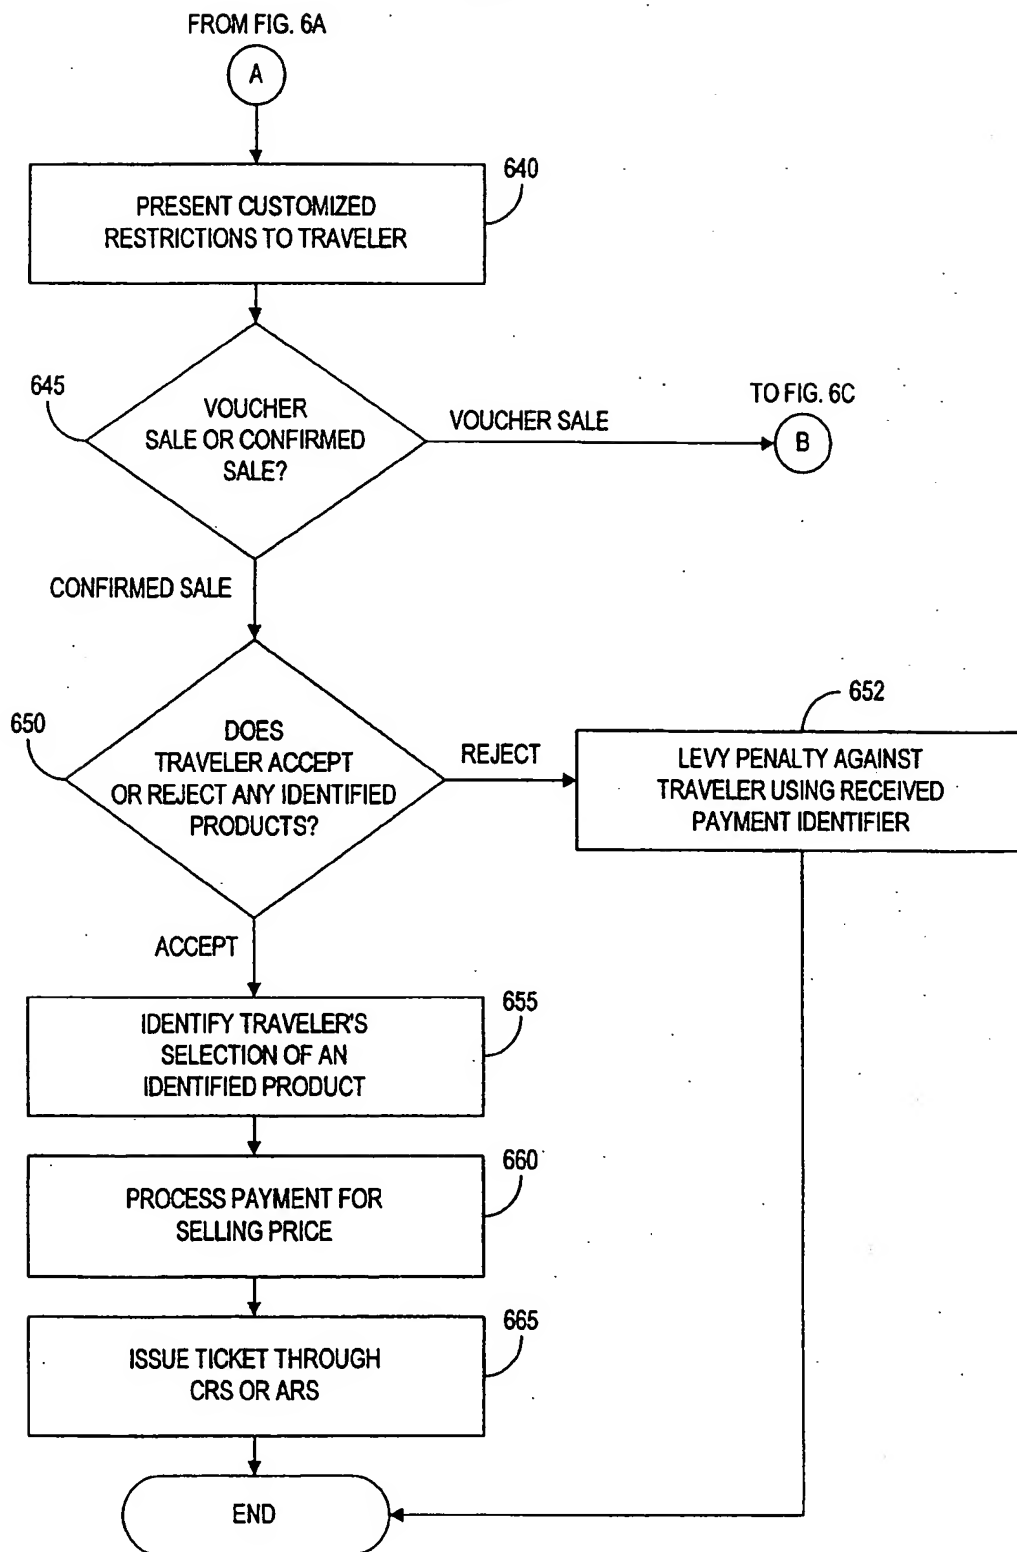 FROM FIG. 6A
A
640
PRESENT CUSTOMIZED
RESTRICTIONS TO TRAVELER
645
VOUCHER
SALE OR CONFIRMED
SALE?
VOUCHER SALE
TO FIG. 6C
B
CONFIRMED SALE
650
DOES
TRAVELER ACCEPT
OR REJECT ANY IDENTIFIED
PRODUCTS?
REJECT
652
LEVY PENALTY AGAINST
TRAVELER USING RECEIVED
PAYMENT IDENTIFIER
ACCEPT
655
IDENTIFY TRAVELER'S
SELECTION OF AN
IDENTIFIED PRODUCT
660
PROCESS PAYMENT FOR
SELLING PRICE
665
ISSUE TICKET THROUGH
CRS OR ARS
END